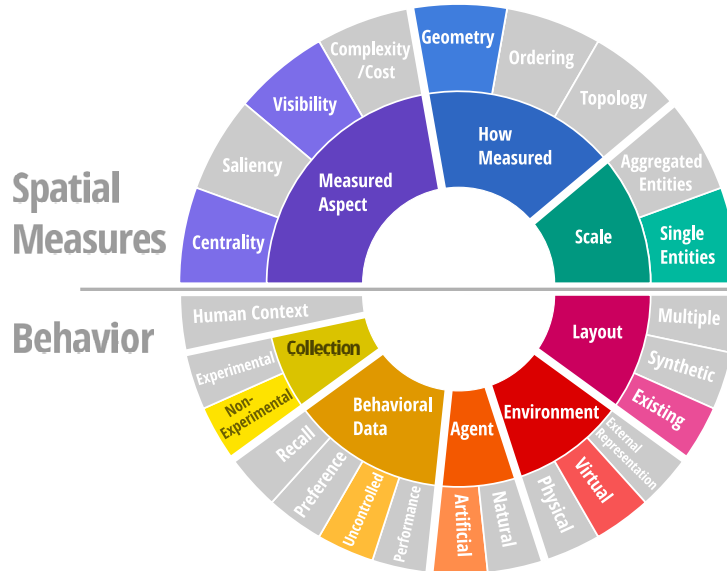 Spatial
Measures
Complexity
/Cost
Geometry
Ordering
Topology
Visibility
Saliency
Centrality
Measured
Aspect
How
Measured
Aggregated
Entities
Scale
Single
Entities
Behavior
Human Context
Collection
Experimental
Non-
Experimental
Behavioral
Data
Recall
Preference
Uncontrolled
Performance
Agent
Artificial
Natural
Environment
Physical
Virtual
External
Representation
Layout
Multiple
Synthetic
Existing